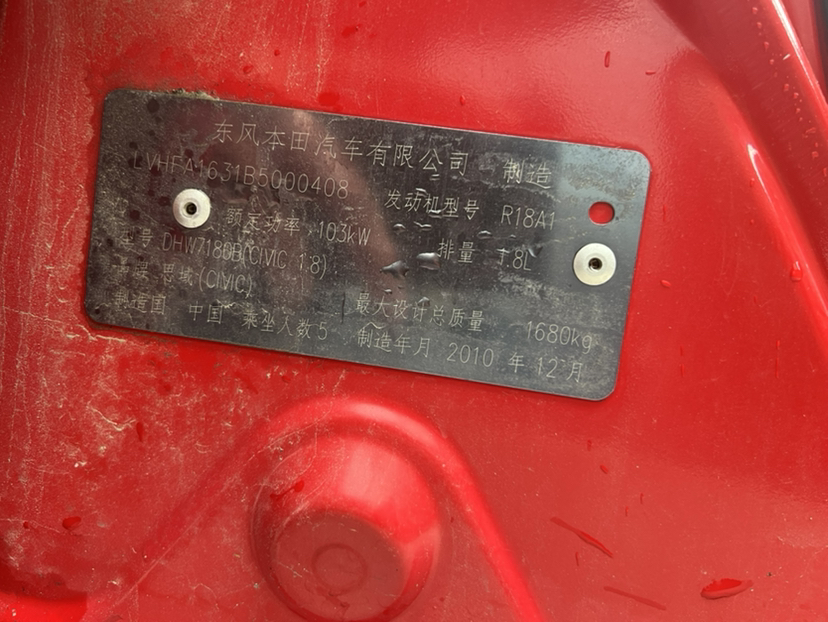 东风本田汽车有限公司 制造
LVHFA1631B5000408 发动机型号 R18A1
额定功率 103kW 排量 1.8L
型号 DHW7180B(CIVIC 1.8)
思域(CIVIC) 最大设计总质量 1680kg
制造国 中国 乘坐人数 5 制造年月 2010 年 12 月